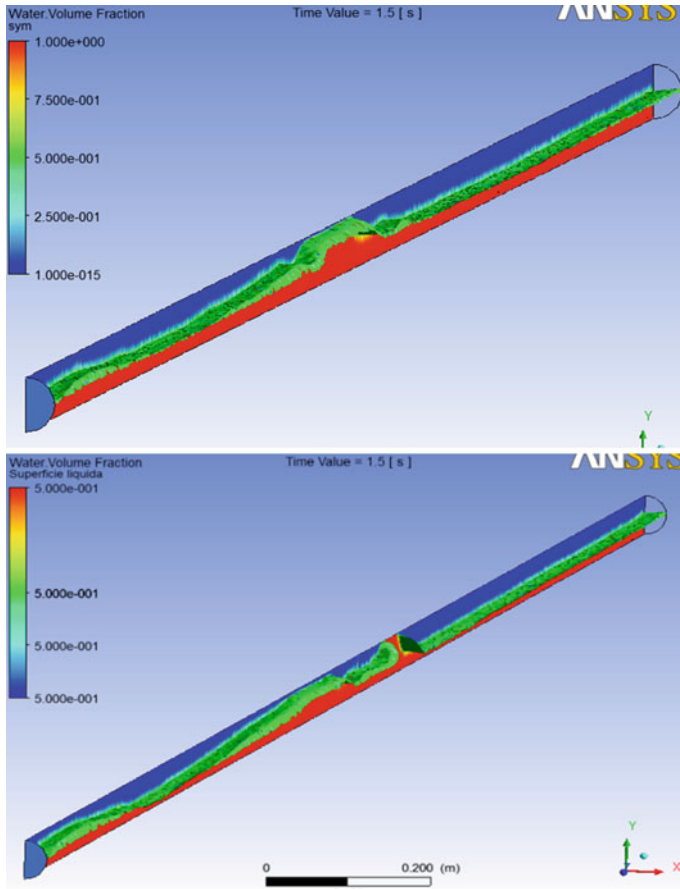 Water.Volume Fraction
sym
Time Value = 1.5 [ s ]
ANSYS
1.000e+000
7.500e-001
5.000e-001
2.500e-001
1.000e-015
Y
Water.Volume Fraction
Superficie liquida
Time Value = 1.5 [ s ]
ANSYS
5.000e-001
5.000e-001
5.000e-001
5.000e-001
Y
X
0 0.200 (m)